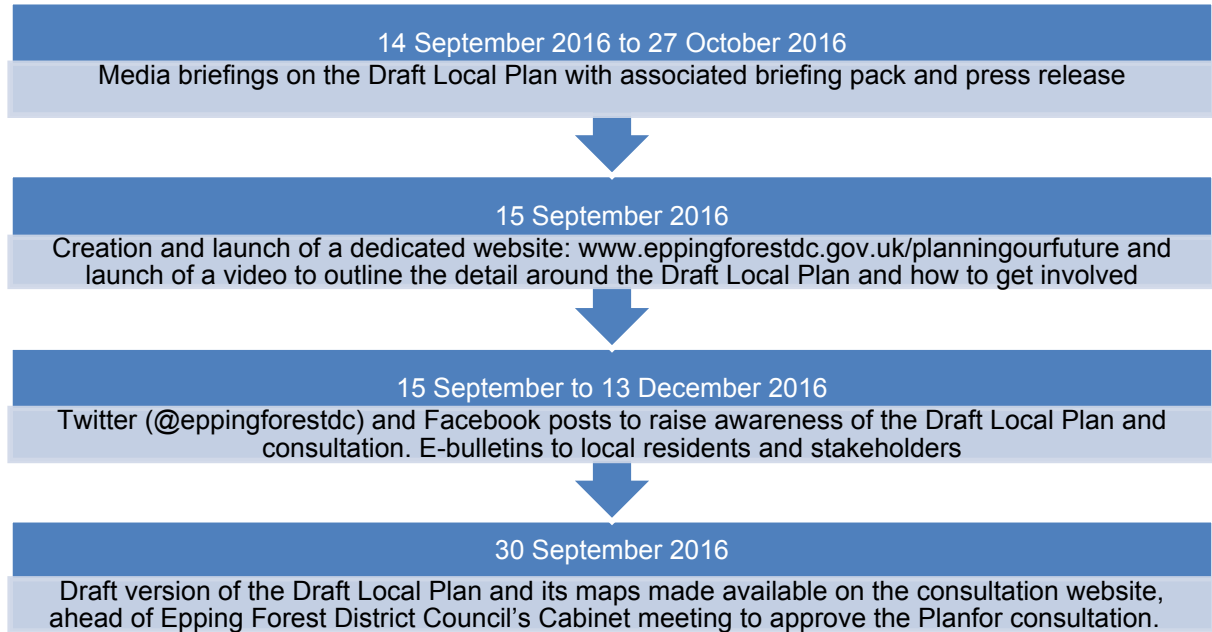 14 September 2016 to 27 October 2016
Media briefings on the Draft Local Plan with associated briefing pack and press release
15 September 2016
Creation and launch of a dedicated website: www.eppingforestdc.gov.uk/planningourfuture and
launch of a video to outline the detail around the Draft Local Plan and how to get involved
15 September to 13 December 2016
Twitter (@eppingforestdc) and Facebook posts to raise awareness of the Draft Local Plan and
consultation. E-bulletins to local residents and stakeholders
30 September 2016
Draft version of the Draft Local Plan and its maps made available on the consultation website,
ahead of Epping Forest District Council’s Cabinet meeting to approve the Planfor consultation.